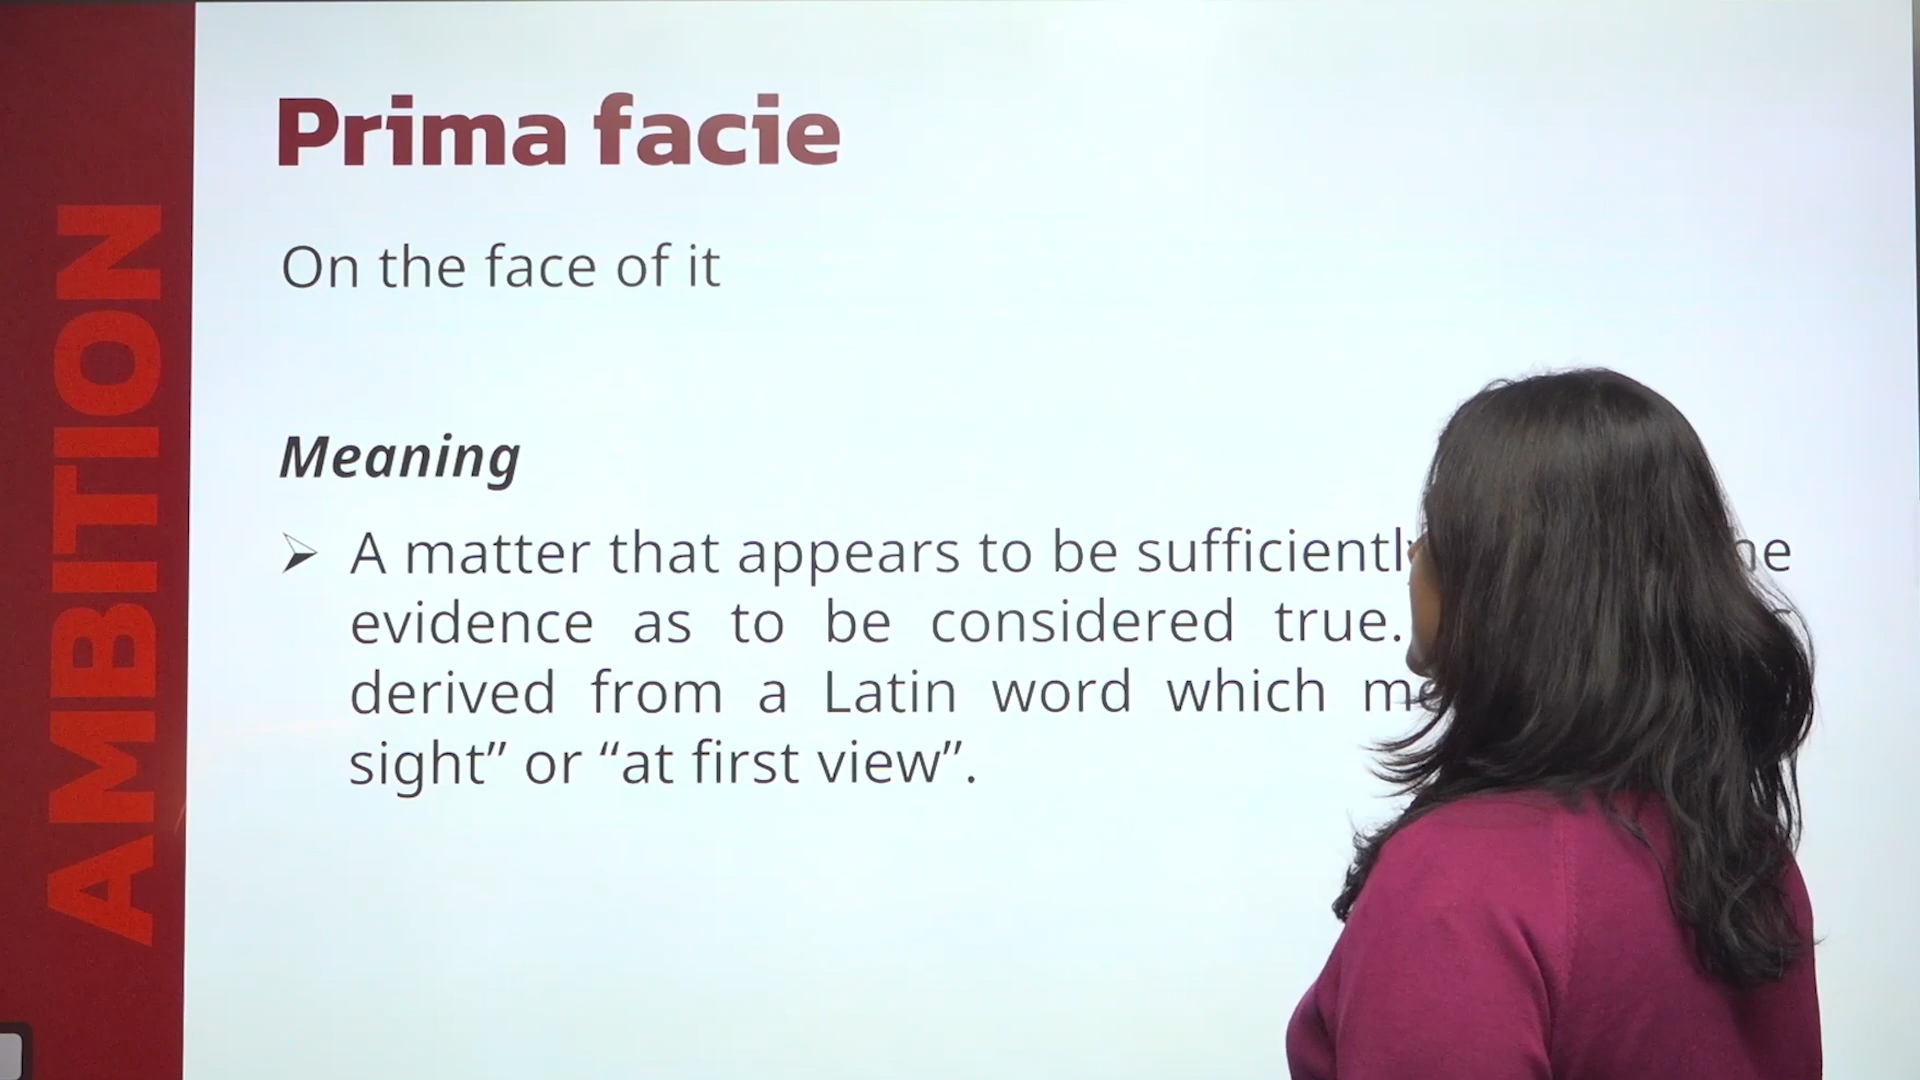 AMBITION
Prima facie
On the face of it
Meaning
➢ A matter that appears to be sufficiently
evidence as to be considered true.
derived from a Latin word which
sight” or “at first view”.